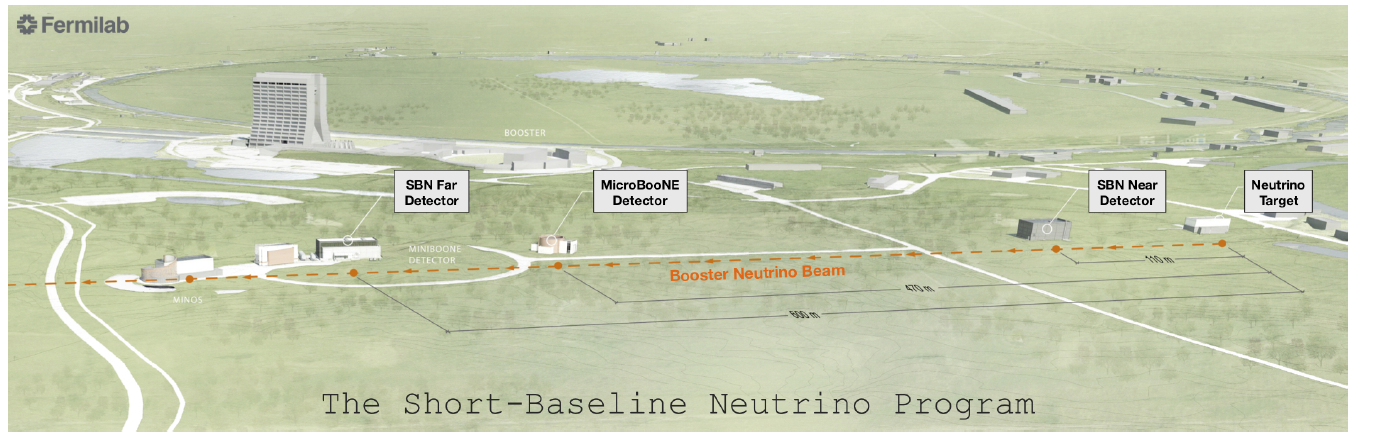 Fermilab
BOOSTER
SBN Far
Detector
MicroBooNE
Detector
SBN Near
Detector
Neutrino
Target
MINIBOONE
DETECTOR
Booster Neutrino Beam
110 m
470 m
600 m
MINOS
The Short-Baseline Neutrino Program